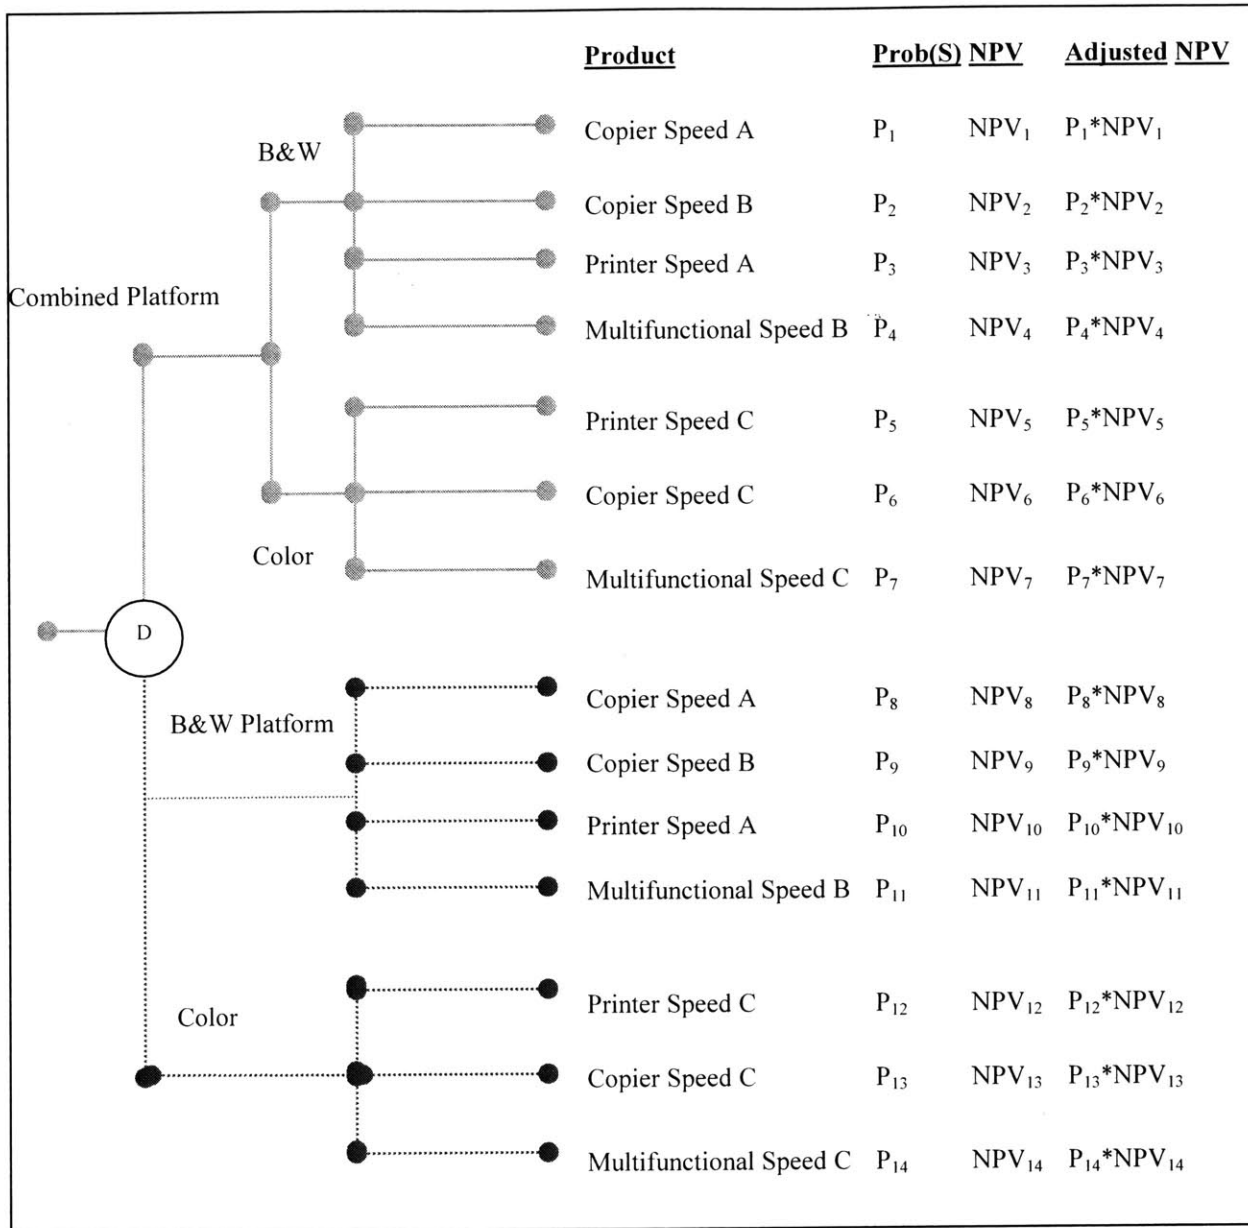 Product Prob(S) NPV Adjusted NPV
Copier Speed A P₁ NPV₁ P₁*NPV₁
B&W
Copier Speed B P₂ NPV₂ P₂*NPV₂
Printer Speed A P₃ NPV₃ P₃*NPV₃
Combined Platform
Multifunctional Speed B P₄ NPV₄ P₄*NPV₄
Printer Speed C P₅ NPV₅ P₅*NPV₅
Copier Speed C P₆ NPV₆ P₆*NPV₆
Color
Multifunctional Speed C P₇ NPV₇ P₇*NPV₇
D
Copier Speed A P₈ NPV₈ P₈*NPV₈
B&W Platform
Copier Speed B P₉ NPV₉ P₉*NPV₉
Printer Speed A P₁₀ NPV₁₀ P₁₀*NPV₁₀
Multifunctional Speed B P₁₁ NPV₁₁ P₁₁*NPV₁₁
Printer Speed C P₁₂ NPV₁₂ P₁₂*NPV₁₂
Color
Copier Speed C P₁₃ NPV₁₃ P₁₃*NPV₁₃
Multifunctional Speed C P₁₄ NPV₁₄ P₁₄*NPV₁₄